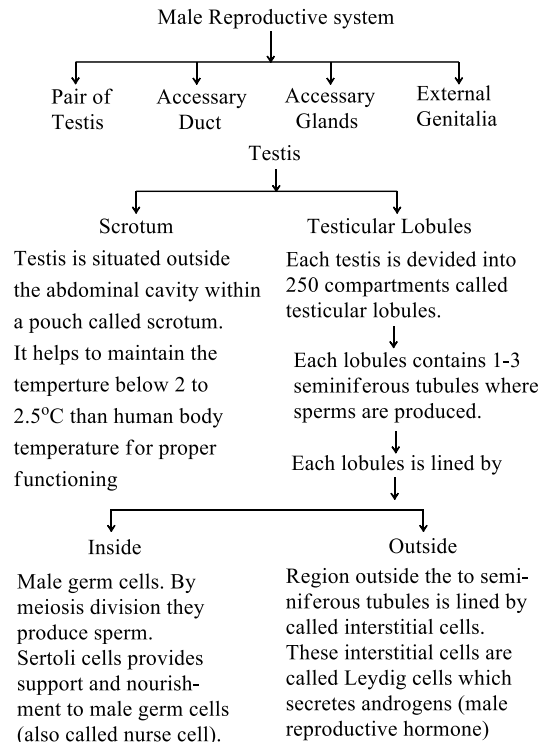 Male Reproductive system
Pair of
Testis
Accessary
Duct
Accessary
Glands
External
Genitalia
Testis
Scrotum
Testis is situated outside
the abdominal cavity within
a pouch called scrotum.
It helps to maintain the
temperture below 2 to
2.5°C than human body
temperature for proper
functioning
Testicular Lobules
Each testis is devided into
250 compartments called
testicular lobules.
Each lobules contains 1-3
seminiferous tubules where
sperms are produced.
Each lobules is lined by
Inside
Male germ cells. By
meiosis division they
produce sperm.
Sertoli cells provides
support and nourish-
ment to male germ cells
(also called nurse cell).
Outside
Region outside the to semi-
niferous tubules is lined by
called interstitial cells.
These interstitial cells are
called Leydig cells which
secretes androgens (male
reproductive hormone)